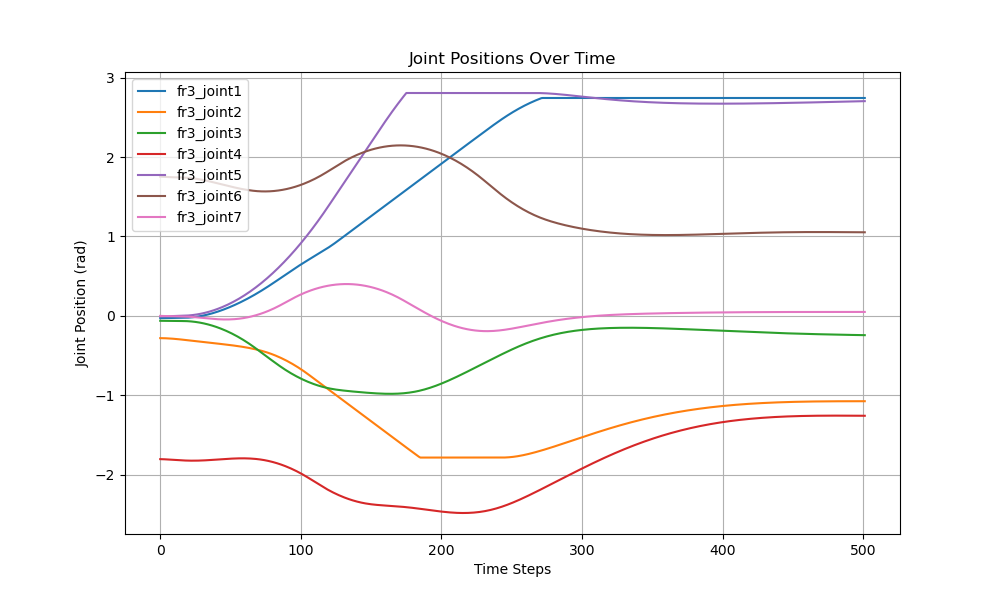 Joint Positions Over Time
Joint Position (rad)
3
2
1
0
−1
−2
fr3_joint1
fr3_joint2
fr3_joint3
fr3_joint4
fr3_joint5
fr3_joint6
fr3_joint7
0 100 200 300 400 500
Time Steps